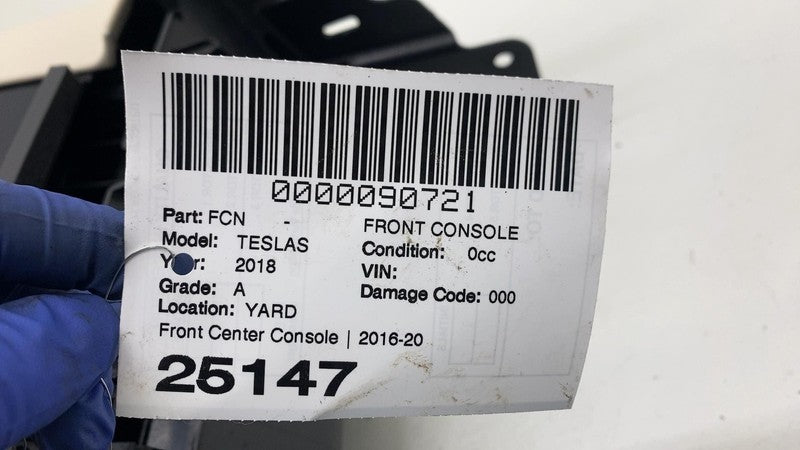 0000090721
Part: FCN - FRONT CONSOLE
Model: TESLAS Condition: 0cc
Year: 2018 VIN:
Grade: A Damage Code: 000
Location: YARD
Front Center Console | 2016-20
25147